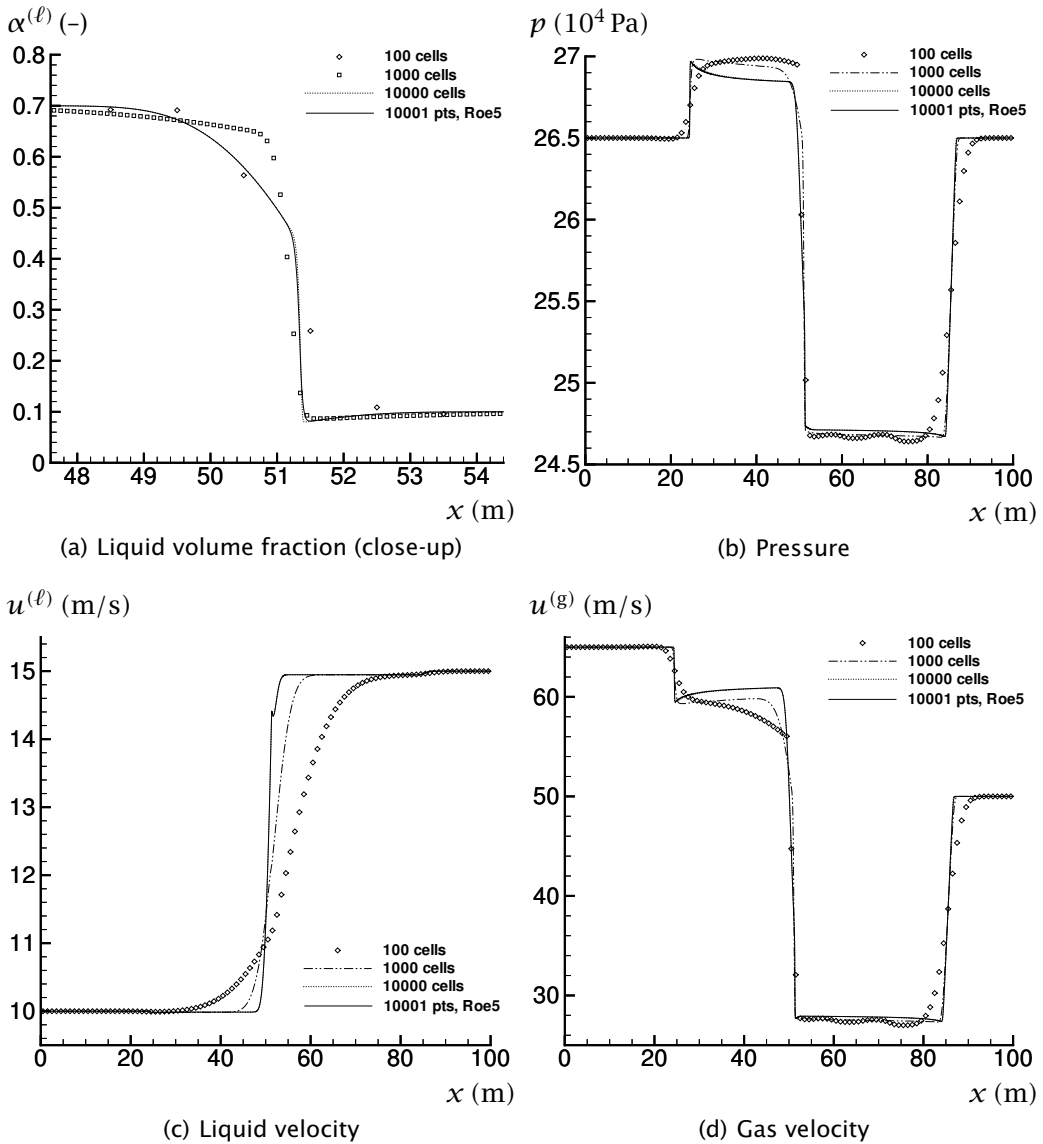 α(ℓ) (–)
0.8
0.7
0.6
0.5
0.4
0.3
0.2
0.1
0
48 49 50 51 52 53 54
x (m)
100 cells
1000 cells
10000 cells
10001 pts, Roe5
(a) Liquid volume fraction (close-up)
p (10⁴ Pa)
27
26.5
26
25.5
25
24.5
0 20 40 60 80 100
x (m)
100 cells
1000 cells
10000 cells
10001 pts, Roe5
(b) Pressure
u(ℓ) (m/s)
15
14
13
12
11
10
0 20 40 60 80 100
x (m)
100 cells
1000 cells
10000 cells
10001 pts, Roe5
(c) Liquid velocity
u(g) (m/s)
60
50
40
30
0 20 40 60 80 100
x (m)
100 cells
1000 cells
10000 cells
10001 pts, Roe5
(d) Gas velocity